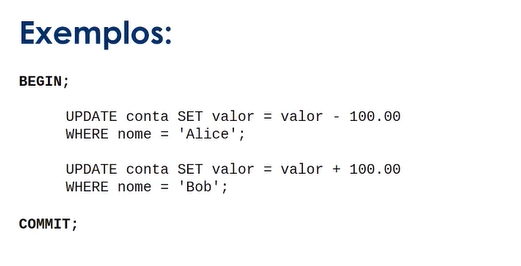 Exemplos:
BEGIN;
UPDATE conta SET valor = valor - 100.00
WHERE nome = 'Alice';
UPDATE conta SET valor = valor + 100.00
WHERE nome = 'Bob';
COMMIT;